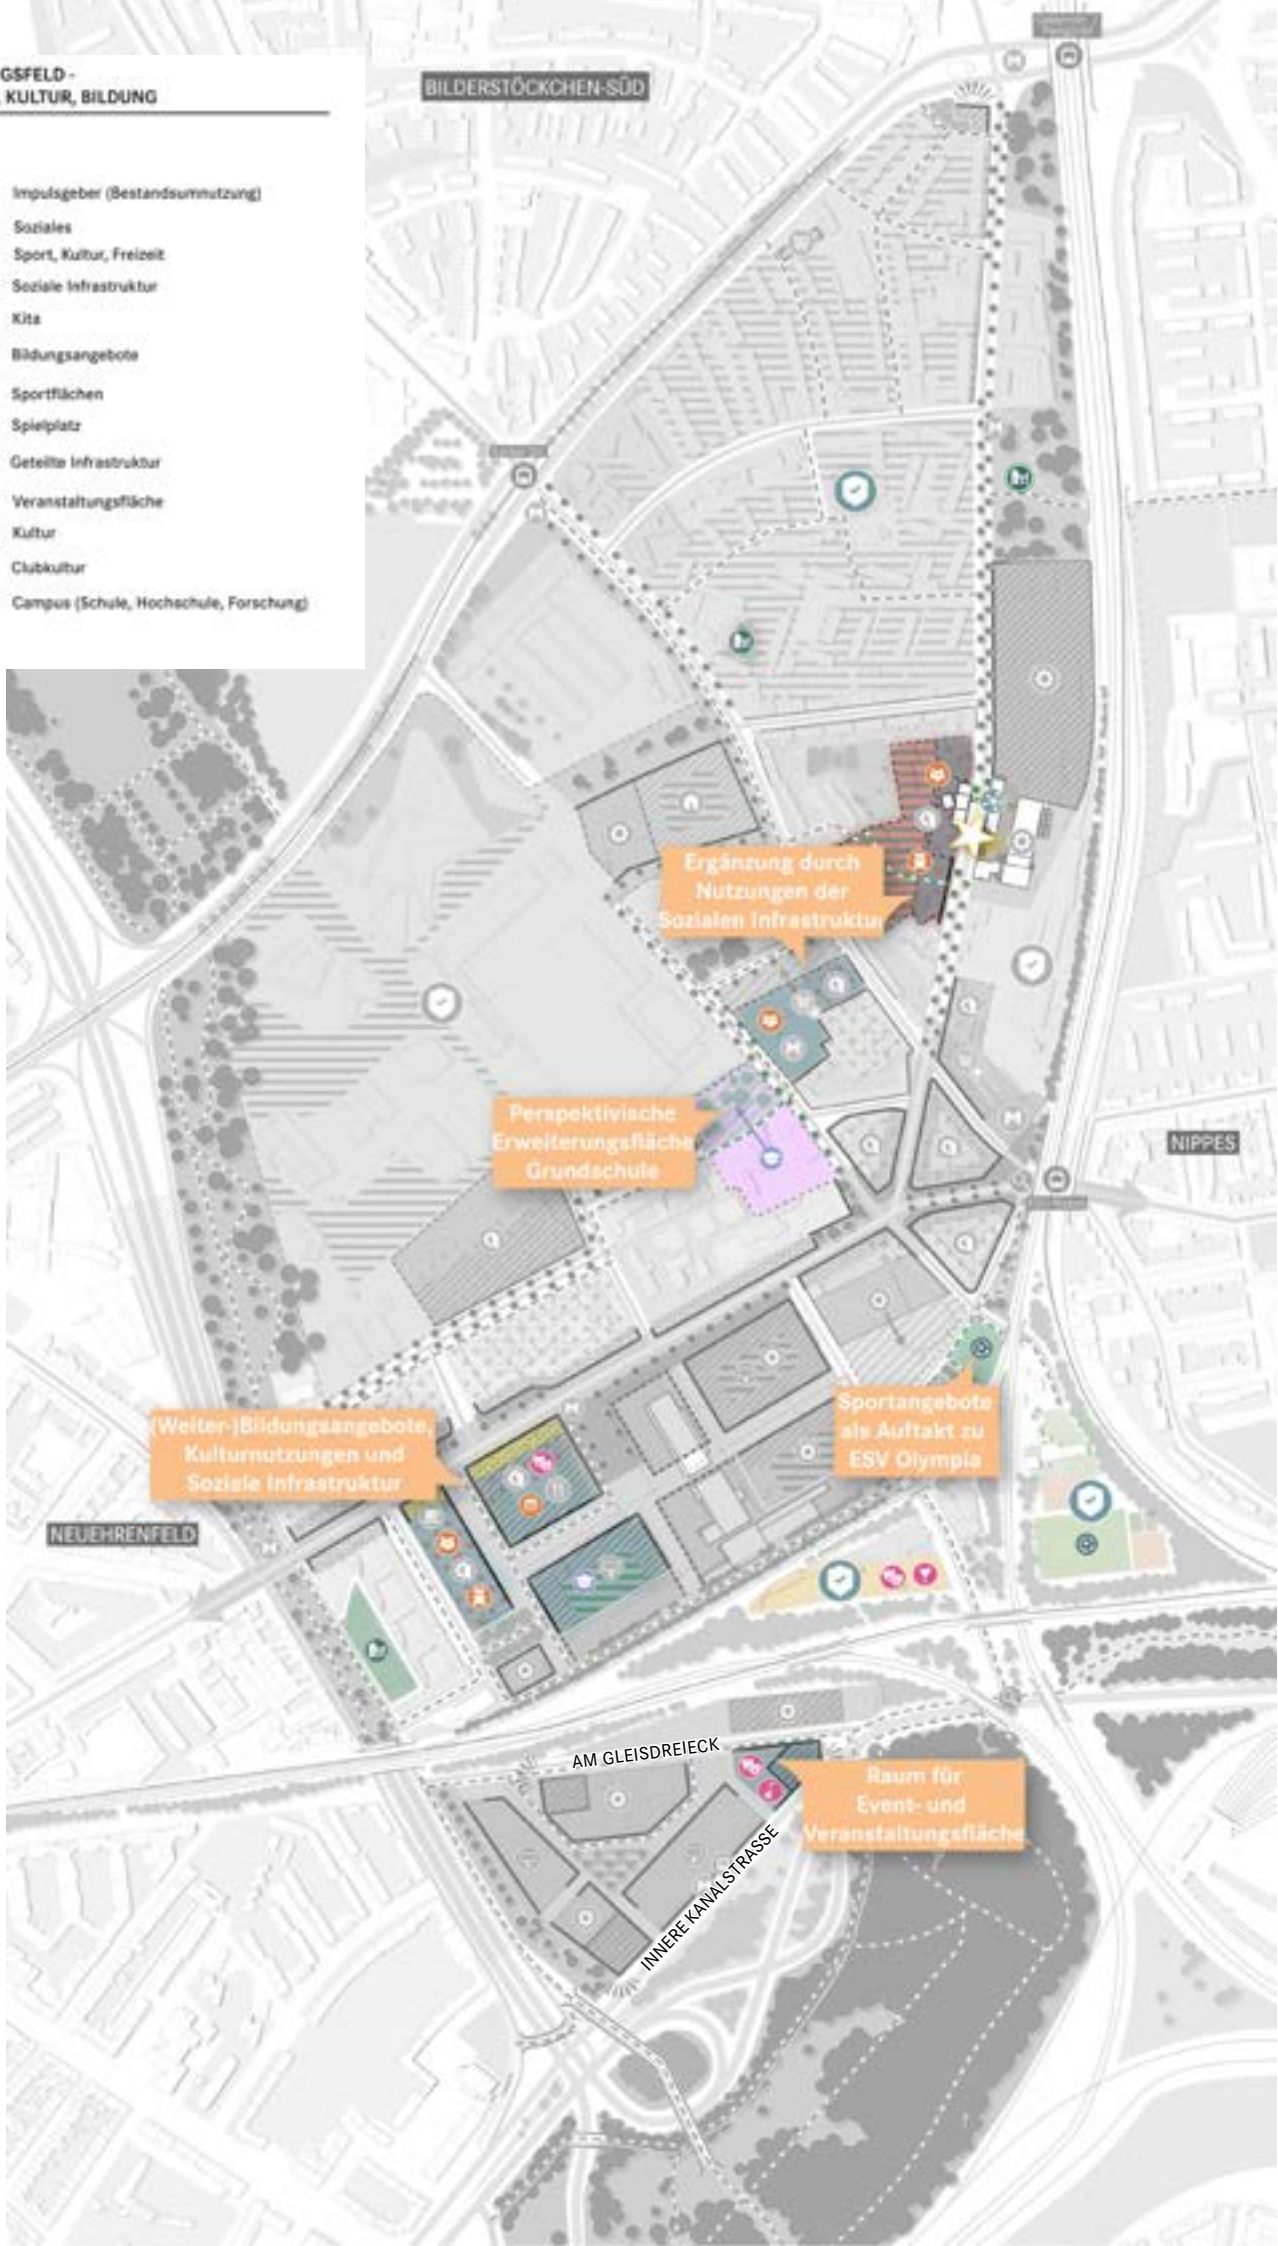 GSFELD -
KULTUR, BILDUNG
Impulsgeber (Bestandsumnutzung)
Soziales
Sport, Kultur, Freizeit
Soziale Infrastruktur
Kita
Bildungsangebote
Sportflächen
Spielplatz
Geteilte Infrastruktur
Veranstaltungsfläche
Kultur
Clubkultur
Campus (Schule, Hochschule, Forschung)
BILDERSTÖCKCHEN-SÜD
Ergänzung durch
Nutzungen der
Sozialen Infrastruktur
Perspektivische
Erweiterungsfläche
Grundschule
NIPPES
Sportangebote
als Auftakt zu
ESV Olympia
(Weiter-)Bildungsangebote,
Kulturnutzungen und
Soziale Infrastruktur
NEUEHRENFELD
AM GLEISDREIECK
Raum für
Event- und
Veranstaltungsfläche
INNERE KANALSTRASSE